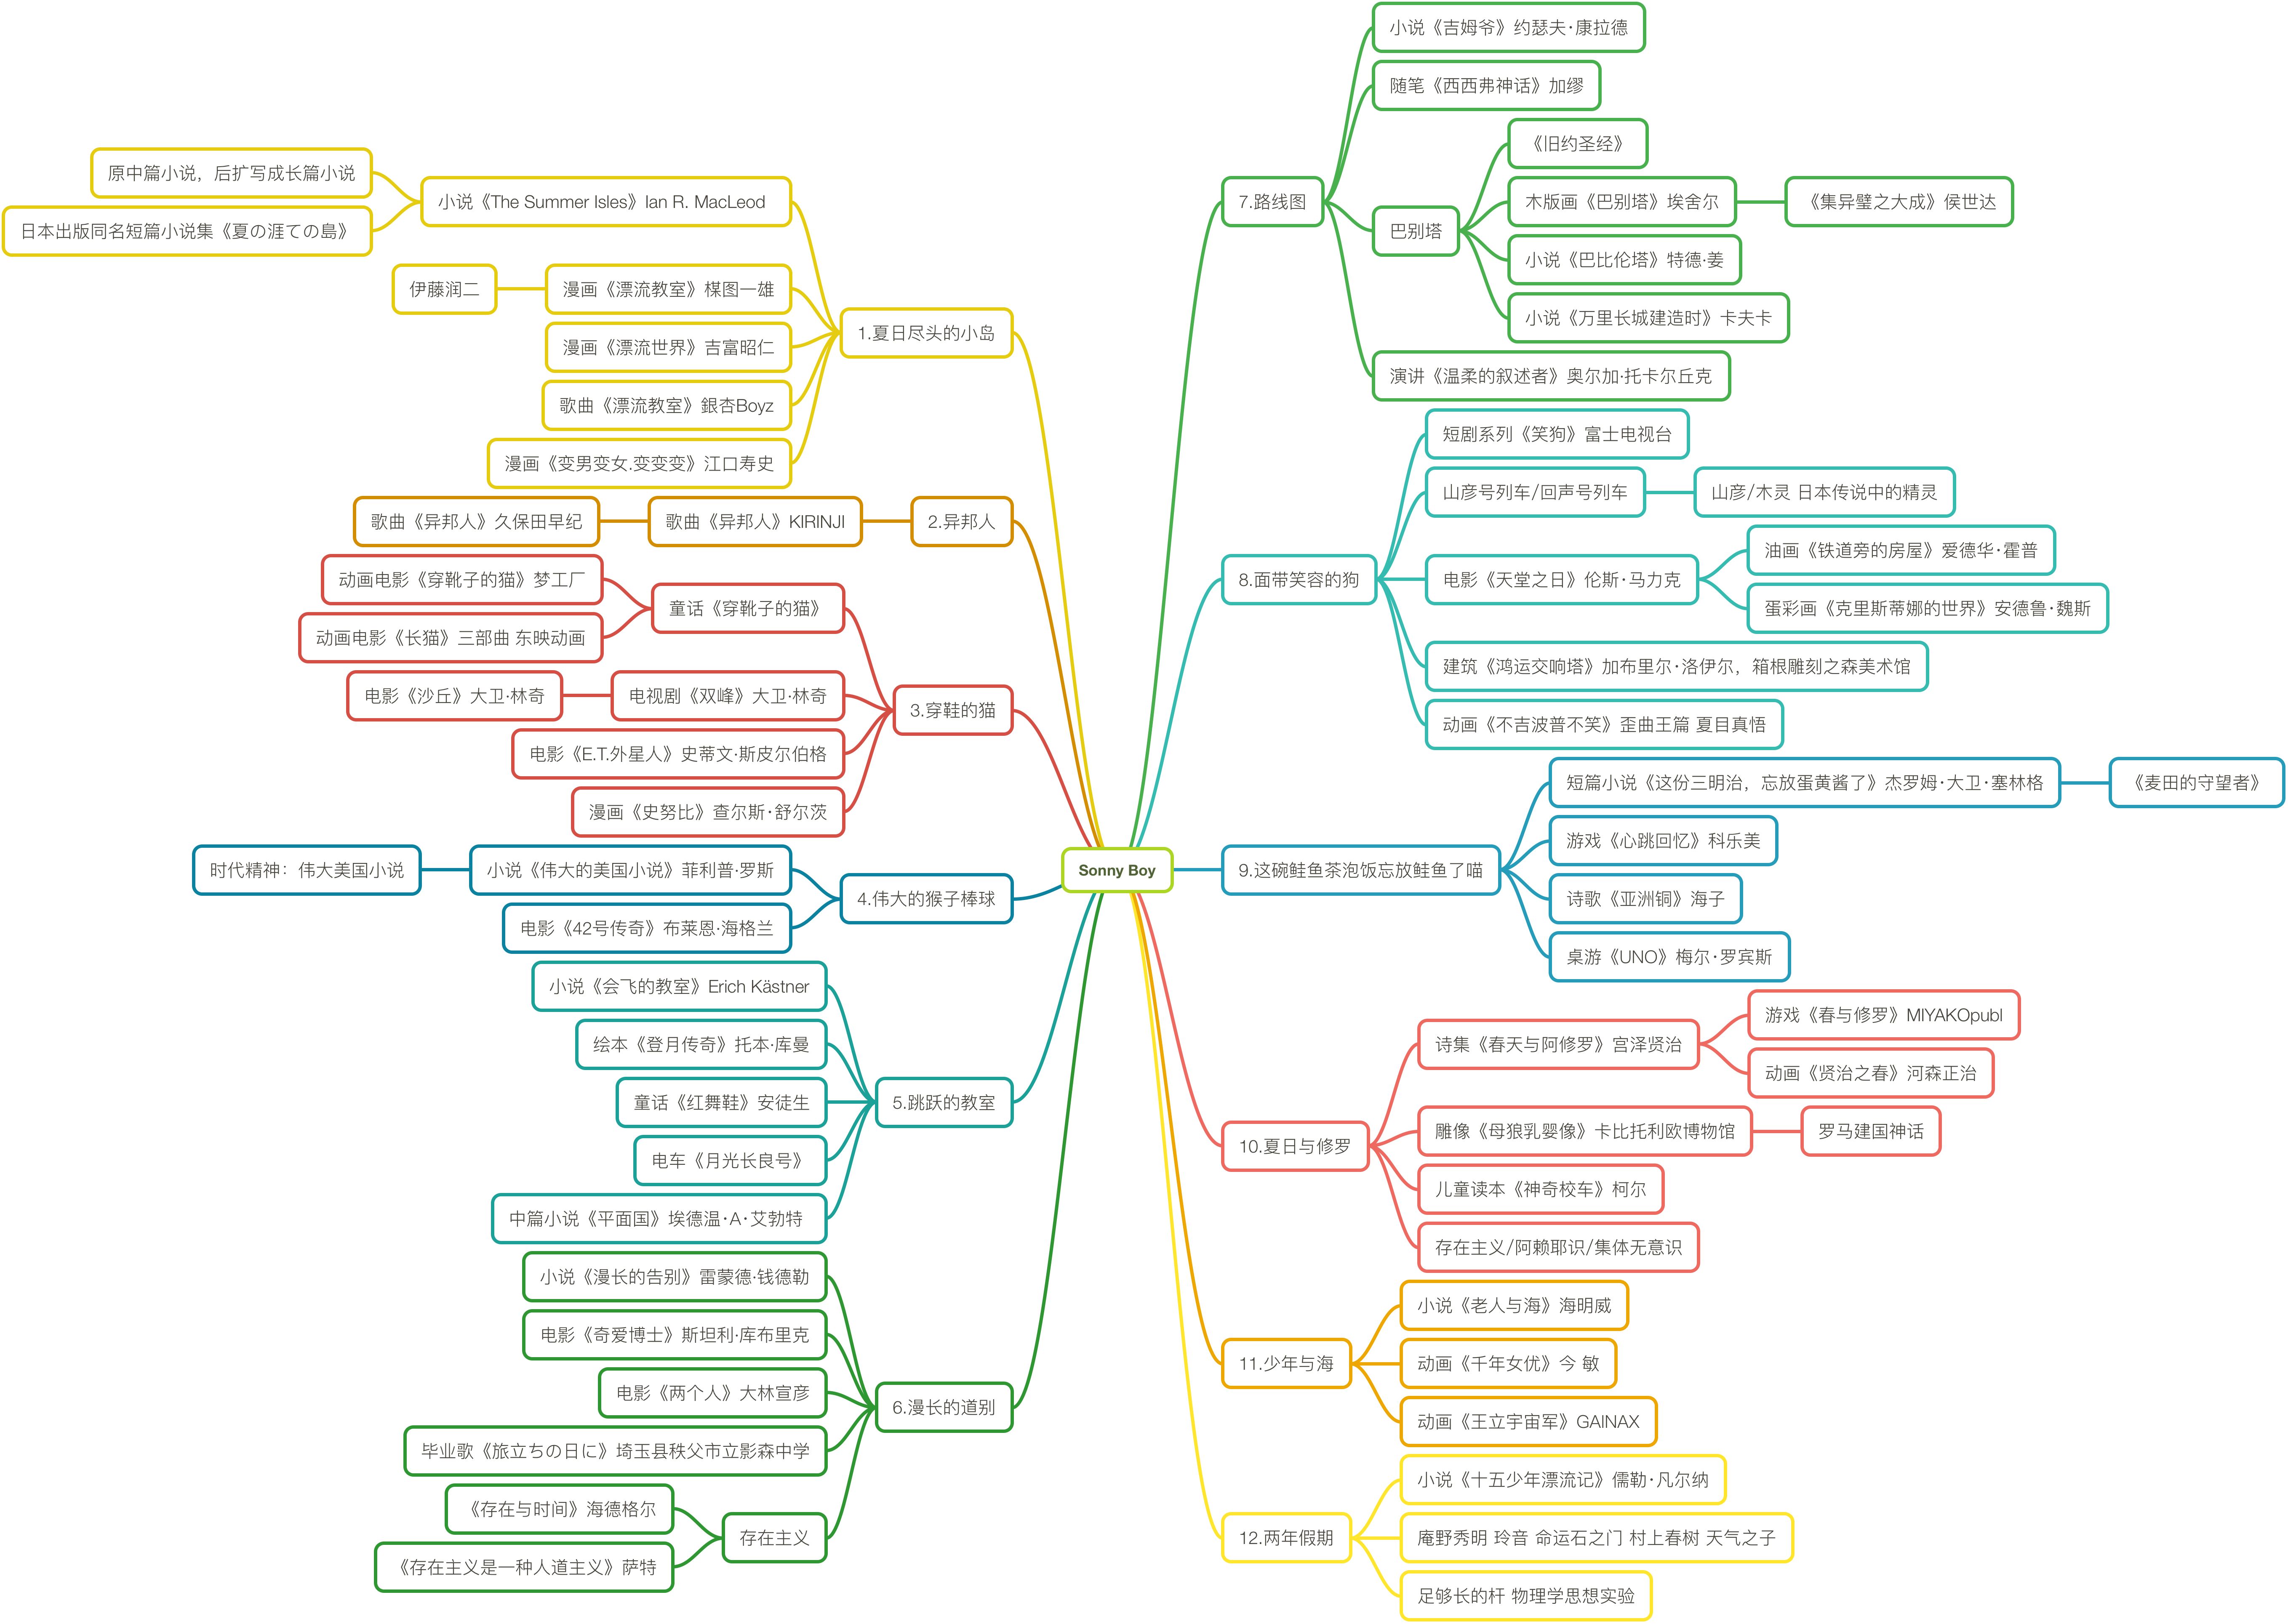 Sonny Boy
1.夏日尽头的小岛
小说《The Summer Isles》Ian R. MacLeod
原中篇小说，后扩写成长篇小说
日本出版同名短篇小说集《夏の涯ての島》
漫画《漂流教室》楳图一雄
伊藤润二
漫画《漂流世界》吉富昭仁
歌曲《漂流教室》銀杏Boyz
漫画《变男变女.变变变》江口寿史
2.异邦人
歌曲《异邦人》KIRINJI
歌曲《异邦人》久保田早纪
3.穿鞋的猫
童话《穿靴子的猫》
动画电影《穿靴子的猫》梦工厂
动画电影《长猫》三部曲 东映动画
电视剧《双峰》大卫·林奇
电影《沙丘》大卫·林奇
电影《E.T.外星人》史蒂文·斯皮尔伯格
漫画《史努比》查尔斯·舒尔茨
4.伟大的猴子棒球
小说《伟大的美国小说》菲利普·罗斯
时代精神：伟大美国小说
电影《42号传奇》布莱恩·海格兰
5.跳跃的教室
小说《会飞的教室》Erich Kästner
绘本《登月传奇》托本·库曼
童话《红舞鞋》安徒生
电车《月光长良号》
中篇小说《平面国》埃德温·A·艾勃特
6.漫长的道别
小说《漫长的告别》雷蒙德·钱德勒
电影《奇爱博士》斯坦利·库布里克
电影《两个人》大林宣彦
毕业歌《旅立ちの日に》埼玉县秩父市立影森中学
存在主义
《存在与时间》海德格尔
《存在主义是一种人道主义》萨特
7.路线图
小说《吉姆爷》约瑟夫·康拉德
随笔《西西弗神话》加缪
巴别塔
《旧约圣经》
木版画《巴别塔》埃舍尔
《集异璧之大成》侯世达
小说《巴比伦塔》特德·姜
小说《万里长城建造时》卡夫卡
演讲《温柔的叙述者》奥尔加·托卡尔丘克
8.面带笑容的狗
短剧系列《笑狗》富士电视台
山彦号列车/回声号列车
山彦/木灵 日本传说中的精灵
电影《天堂之日》伦斯·马力克
油画《铁道旁的房屋》爱德华·霍普
蛋彩画《克里斯蒂娜的世界》安德鲁·魏斯
建筑《鸿运交响塔》加布里尔·洛伊尔，箱根雕刻之森美术馆
动画《不吉波普不笑》歪曲王篇 夏目真悟
9.这碗鲑鱼茶泡饭忘放鲑鱼了喵
短篇小说《这份三明治，忘放蛋黄酱了》杰罗姆·大卫·塞林格
《麦田的守望者》
游戏《心跳回忆》科乐美
诗歌《亚洲铜》海子
桌游《UNO》梅尔·罗宾斯
10.夏日与修罗
诗集《春天与阿修罗》宫泽贤治
游戏《春与修罗》MIYAKOpubl
动画《贤治之春》河森正治
雕像《母狼乳婴像》卡比托利欧博物馆
罗马建国神话
儿童读本《神奇校车》柯尔
存在主义/阿赖耶识/集体无意识
11.少年与海
小说《老人与海》海明威
动画《千年女优》今 敏
动画《王立宇宙军》GAINAX
12.两年假期
小说《十五少年漂流记》儒勒·凡尔纳
庵野秀明 玲音 命运石之门 村上春树 天气之子
足够长的杆 物理学思想实验